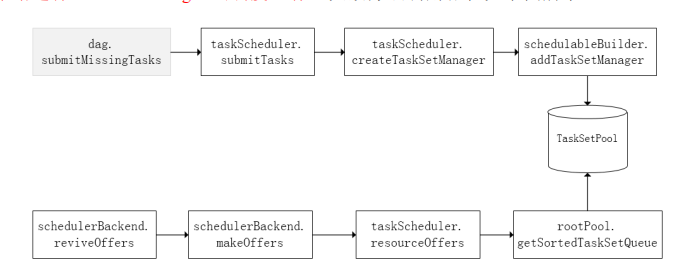 dag.
submitMissingTasks
taskScheduler.
submitTasks
taskScheduler.
createTaskSetManager
schedulableBuilder.
addTaskSetManager
TaskSetPool
schedulerBackend.
reviveOffers
schedulerBackend.
makeOffers
taskScheduler.
resourceOffers
rootPool.
getSortedTaskSetQueue